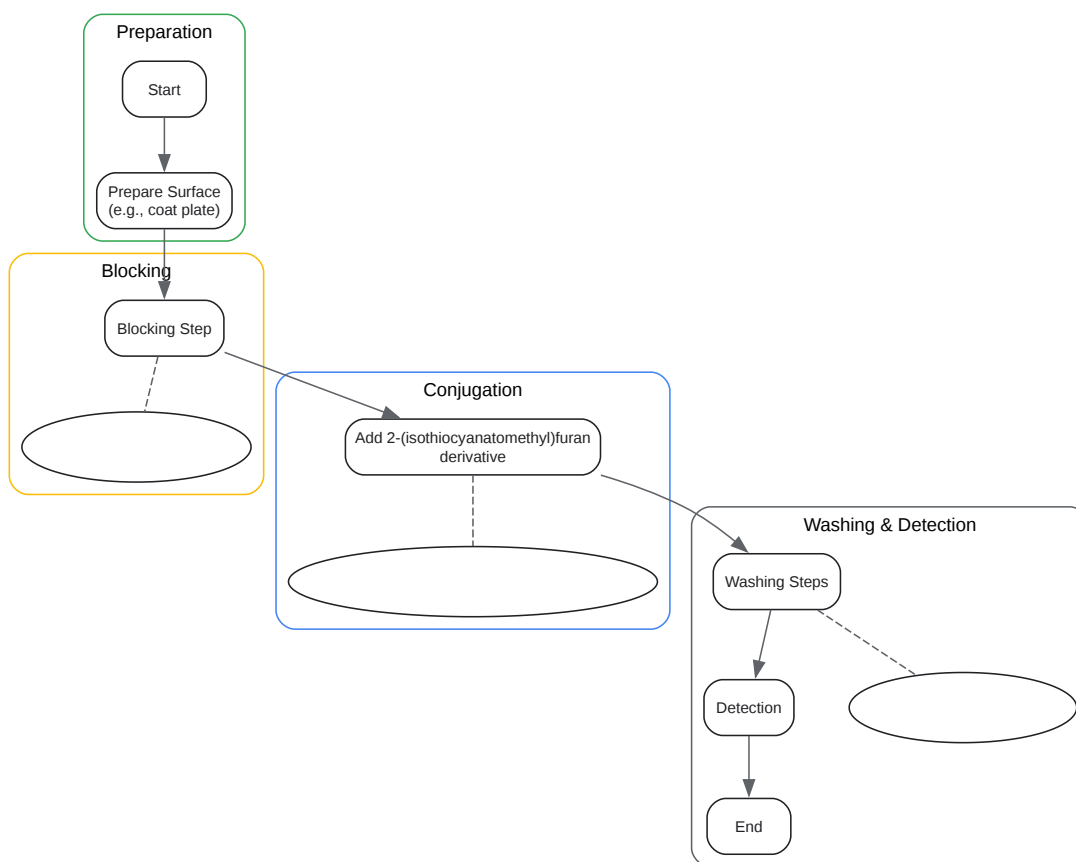 Preparation
Start
Prepare Surface
(e.g., coat plate)
Blocking
Blocking Step
Conjugation
Add 2-(isothiocyanatomethyl)furan
derivative
Washing & Detection
Washing Steps
Detection
End